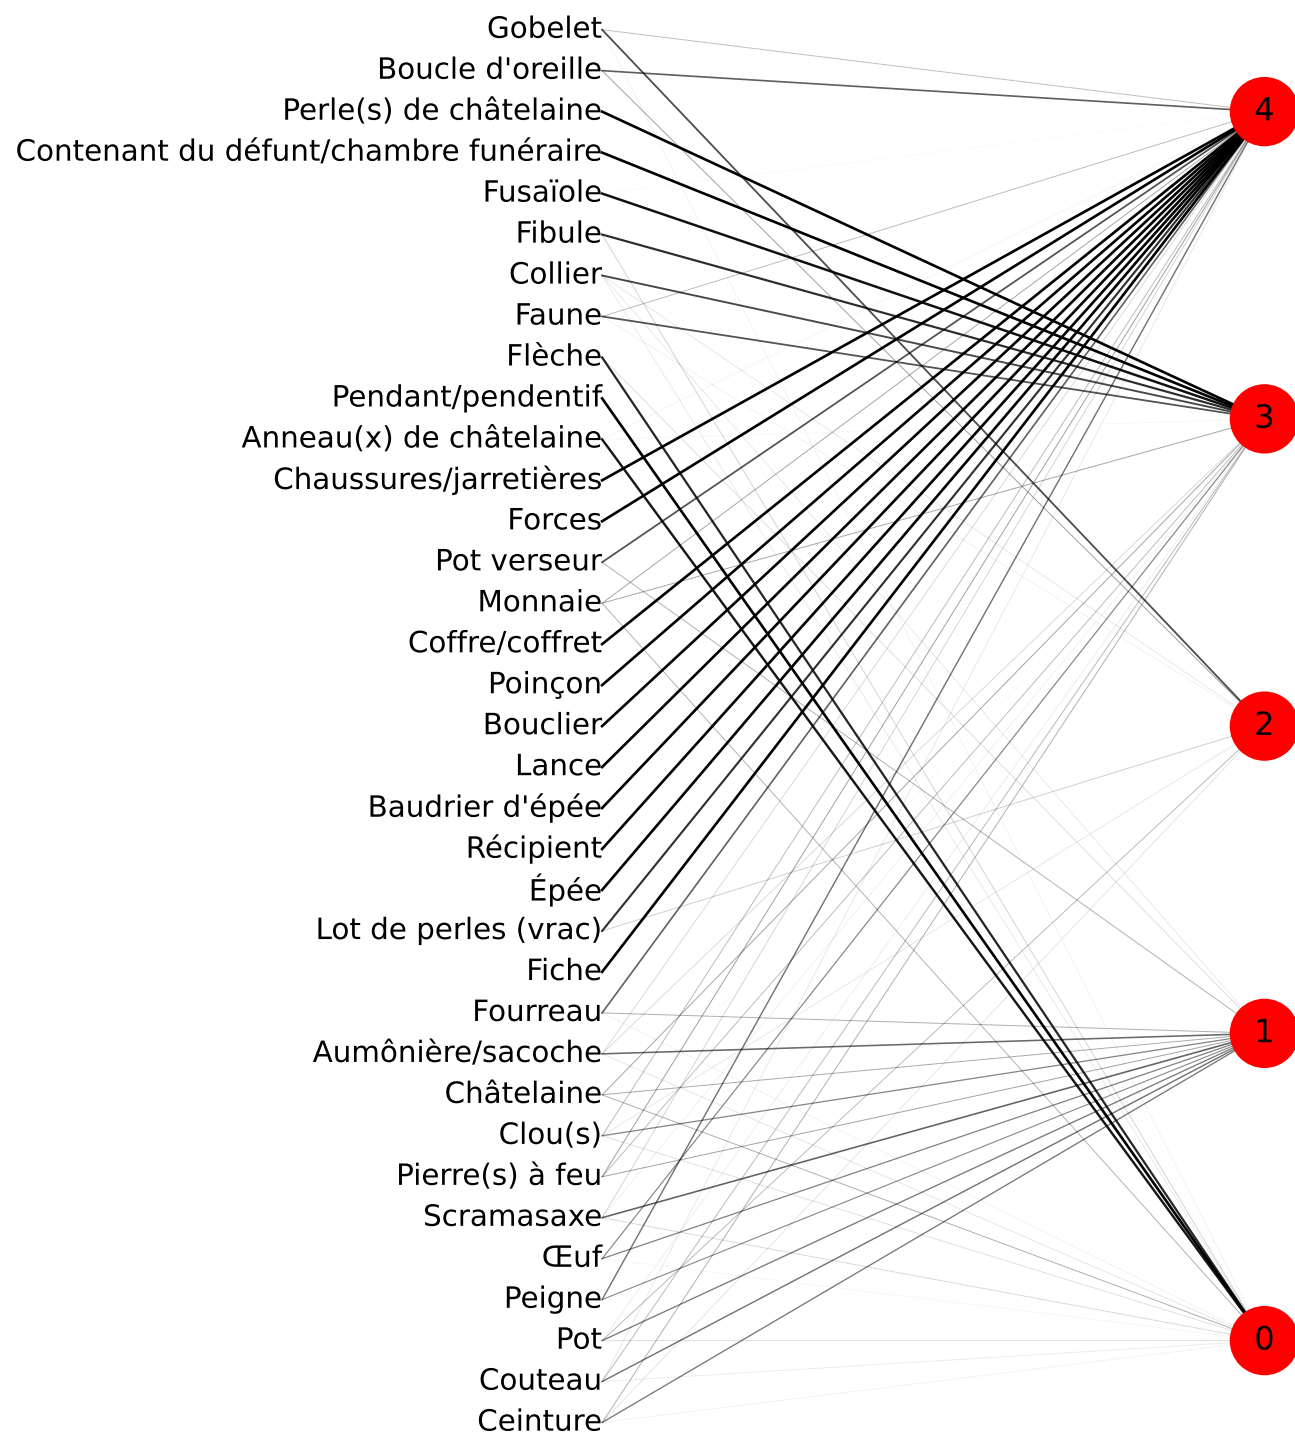 Gobelet
Boucle d'oreille
Perle(s) de châtelaine
Contenant du défunt/chambre funéraire
Fusaïole
Fibule
Collier
Faune
Flèche
Pendant/pendentif
Anneau(x) de châtelaine
Chaussures/jarretières
Forces
Pot verseur
Monnaie
Coffre/coffret
Poinçon
Bouclier
Lance
Baudrier d'épée
Récipient
Épée
Lot de perles (vrac)
Fiche
Fourreau
Aumônière/sacoche
Châtelaine
Clou(s)
Pierre(s) à feu
Scramasaxe
Œuf
Peigne
Pot
Couteau
Ceinture
4
3
2
1
0